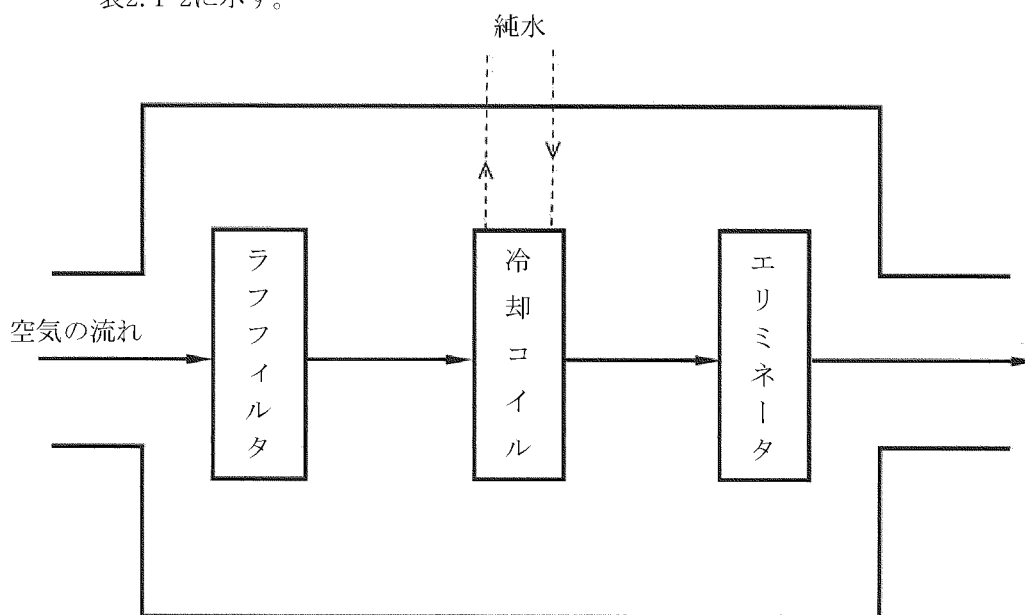 表2.1-2に示す。
純水
空気の流れ
ラフフィルタ
冷却コイル
エリミネータ